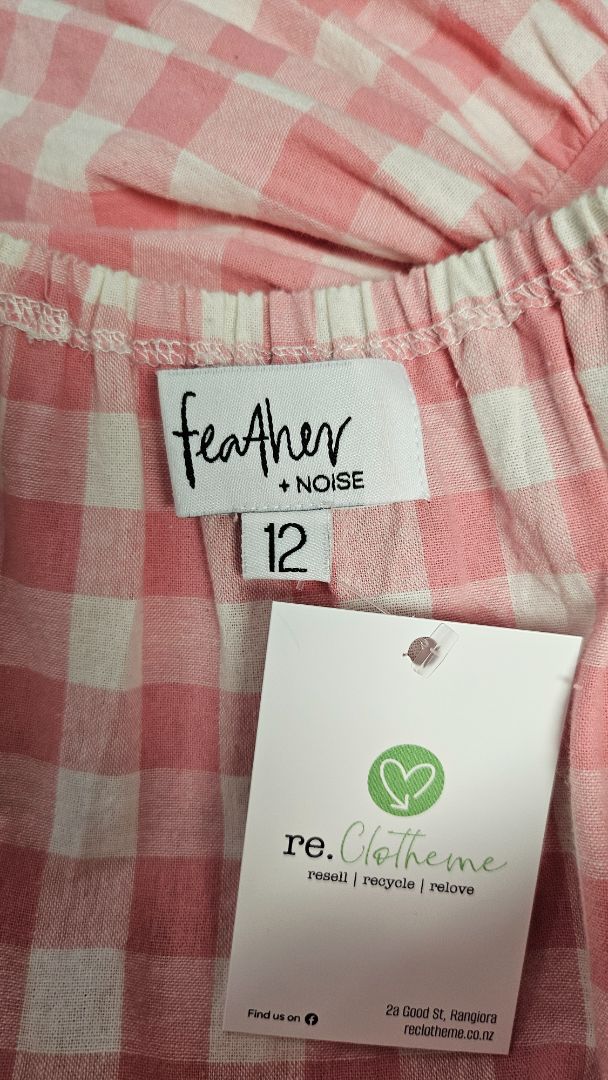 feather
+ NOISE
12
re.Clotheme
resell | recycle | relove
Find us on
2a Good St, Rangiora
reclotheme.co.nz